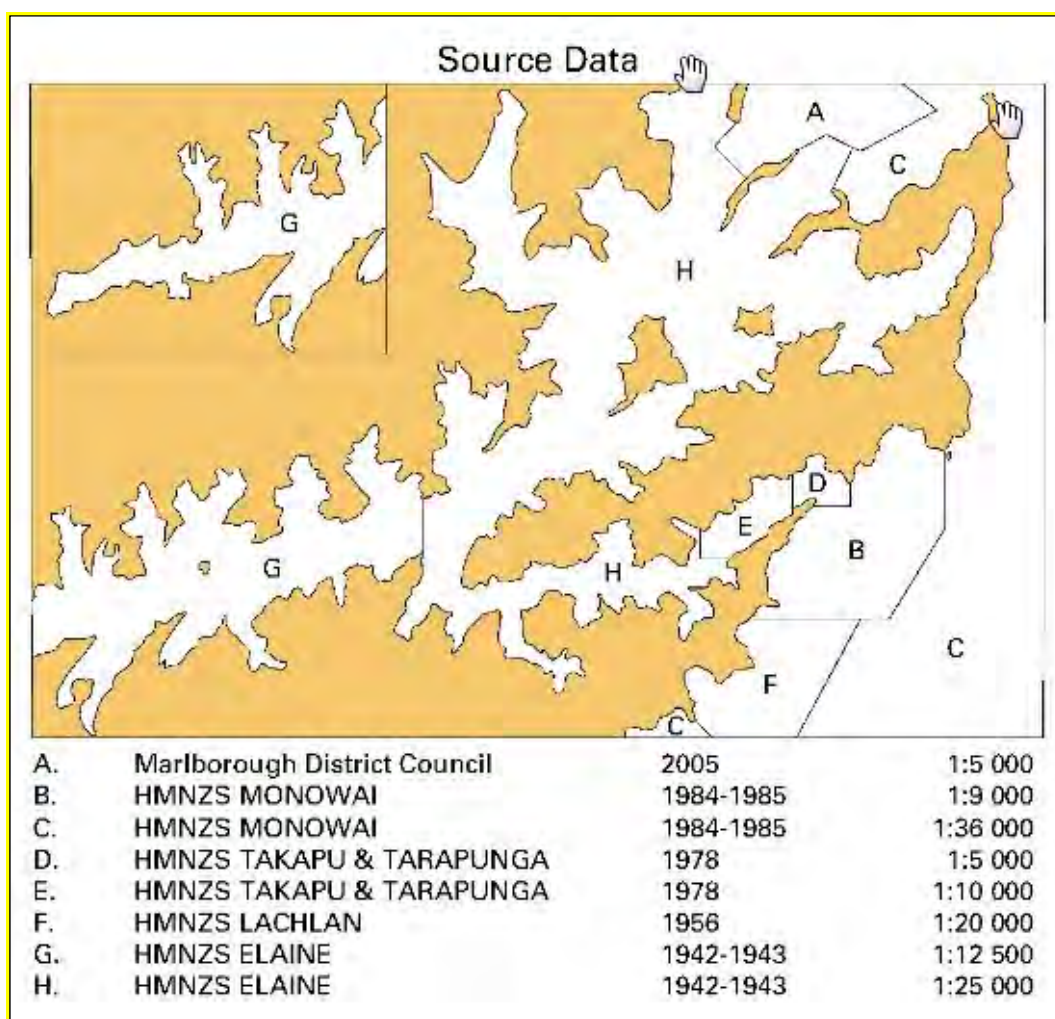 Source Data
A
C
G
H
D
E
B
G
H
C
F
C
A. Marlborough District Council 2005 1:5 000
B. HMNZS MONOWAI 1984-1985 1:9 000
C. HMNZS MONOWAI 1984-1985 1:36 000
D. HMNZS TAKAPU & TARAPUNGA 1978 1:5 000
E. HMNZS TAKAPU & TARAPUNGA 1978 1:10 000
F. HMNZS LACHLAN 1956 1:20 000
G. HMNZS ELAINE 1942-1943 1:12 500
H. HMNZS ELAINE 1942-1943 1:25 000